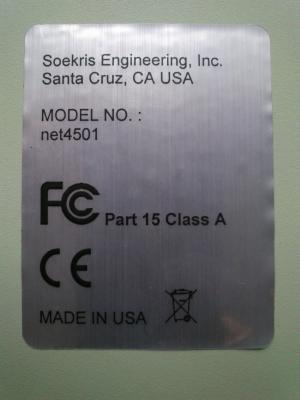 Soekris Engineering, Inc.
Santa Cruz, CA USA
MODEL NO. :
net4501
FC Part 15 Class A
CE
MADE IN USA